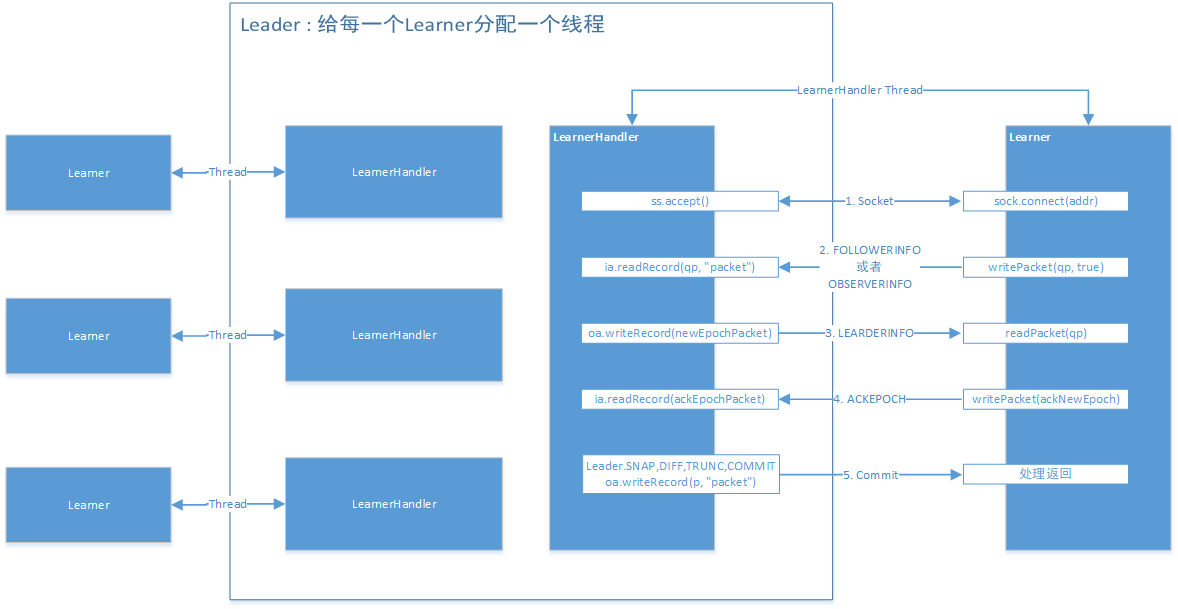 Leader : 给每一个Learner分配一个线程
Learner
Thread
LearnerHandler
Learner
Thread
LearnerHandler
Learner
Thread
LearnerHandler
LearnerHandler Thread
LearnerHandler
Learner
ss.accept()
1. Socket
sock.connect(addr)
ia.readRecord(qp, "packet")
2. FOLLOWERINFO
或者
OBSERVERINFO
writePacket(qp, true)
oa.writeRecord(newEpochPacket)
3. LEARDERINFO
readPacket(qp)
ia.readRecord(ackEpochPacket)
4. ACKEPOCH
writePacket(ackNewEpoch)
Leader.SNAP,DIFF,TRUNC,COMMIT
oa.writeRecord(p, "packet")
5. Commit
处理返回